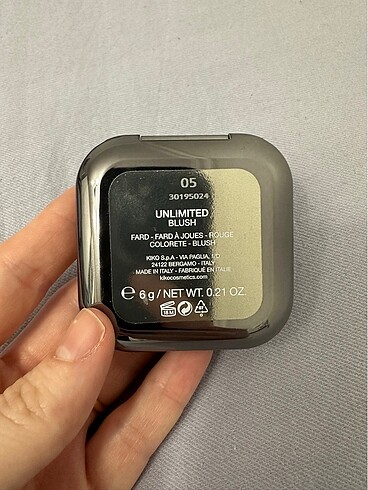 05
30195024
UNLIMITED
BLUSH
FARD - FARD À JOUES - ROUGE
COLORETE - BLUSH
KIKO S.p.A - VIA PAGLIA, 1/D
24122 BERGAMO - ITALY
MADE IN ITALY - FABRIQUÉ EN ITALIE
kikocosmetics.com
℮ 6 g / NET WT. 0.21 OZ.
18 M